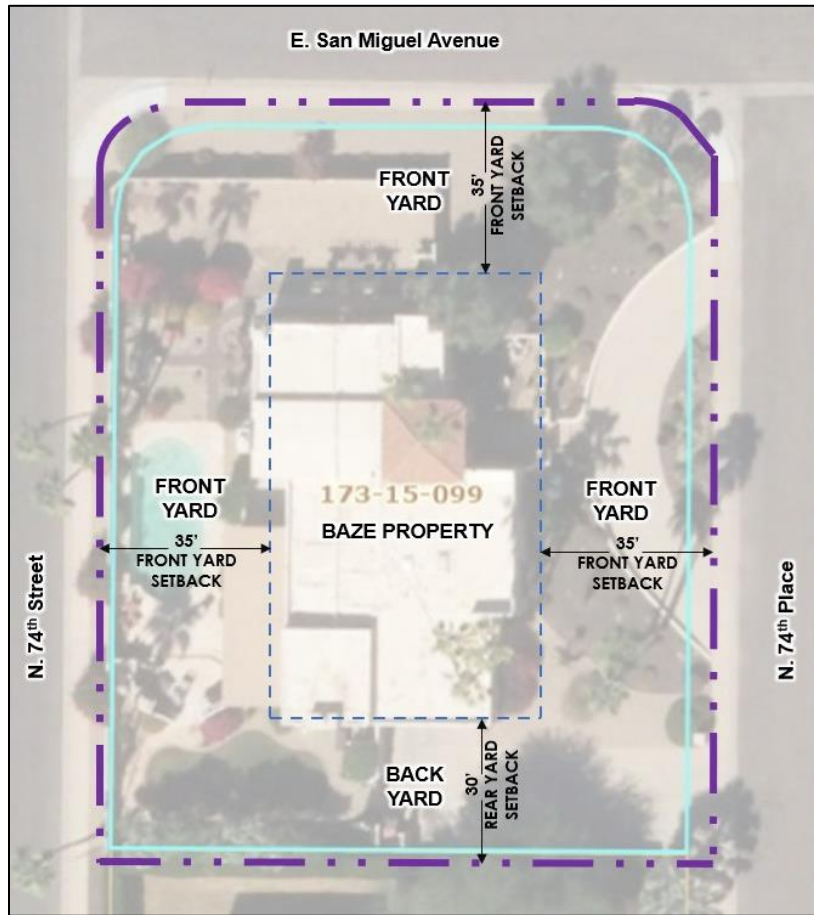 E. San Miguel Avenue
FRONT
YARD
35'
FRONT YARD
SETBACK
173-15-099
BAZE PROPERTY
FRONT
YARD
35'
FRONT YARD
SETBACK
FRONT
YARD
35'
FRONT YARD
SETBACK
N. 74th Street
N. 74th Place
BACK
YARD
30'
REAR YARD
SETBACK